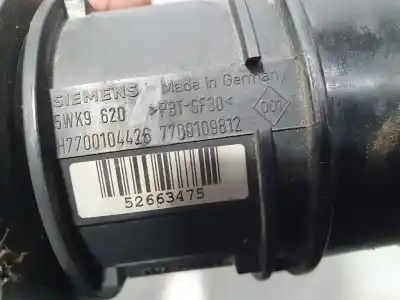 SIEMENS Made in Germany
5WK9 620 >PBT-GF30<
H7700104426 7700109812
52663475